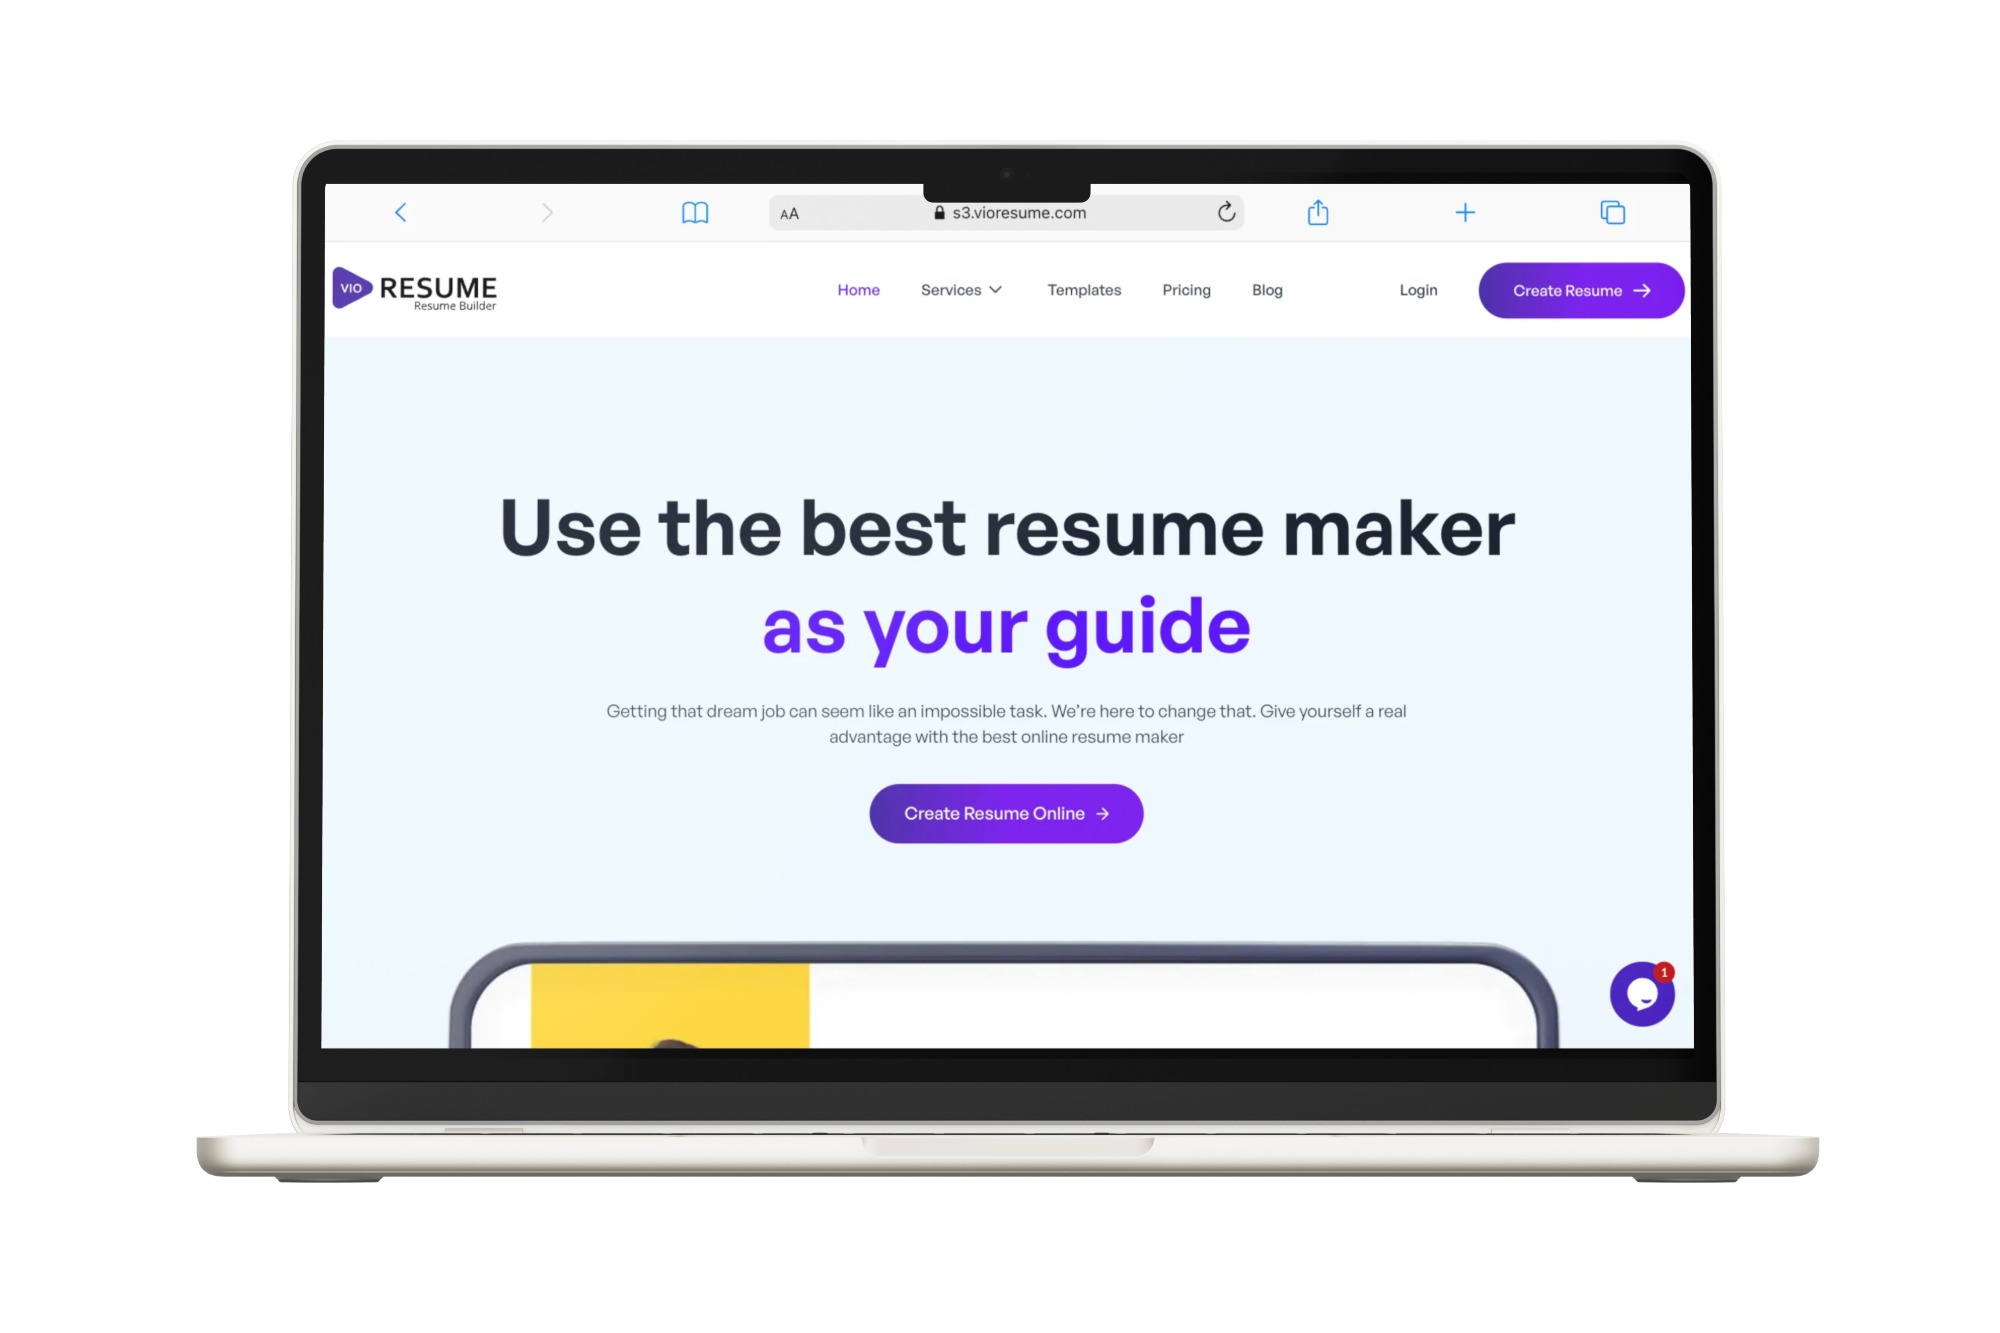 AA
s3.vioresume.com
VIO RESUME
Resume Builder
Home Services Templates Pricing Blog Login Create Resume
Use the best resume maker
as your guide
Getting that dream job can seem like an impossible task. We’re here to change that. Give yourself a real
advantage with the best online resume maker
Create Resume Online
1